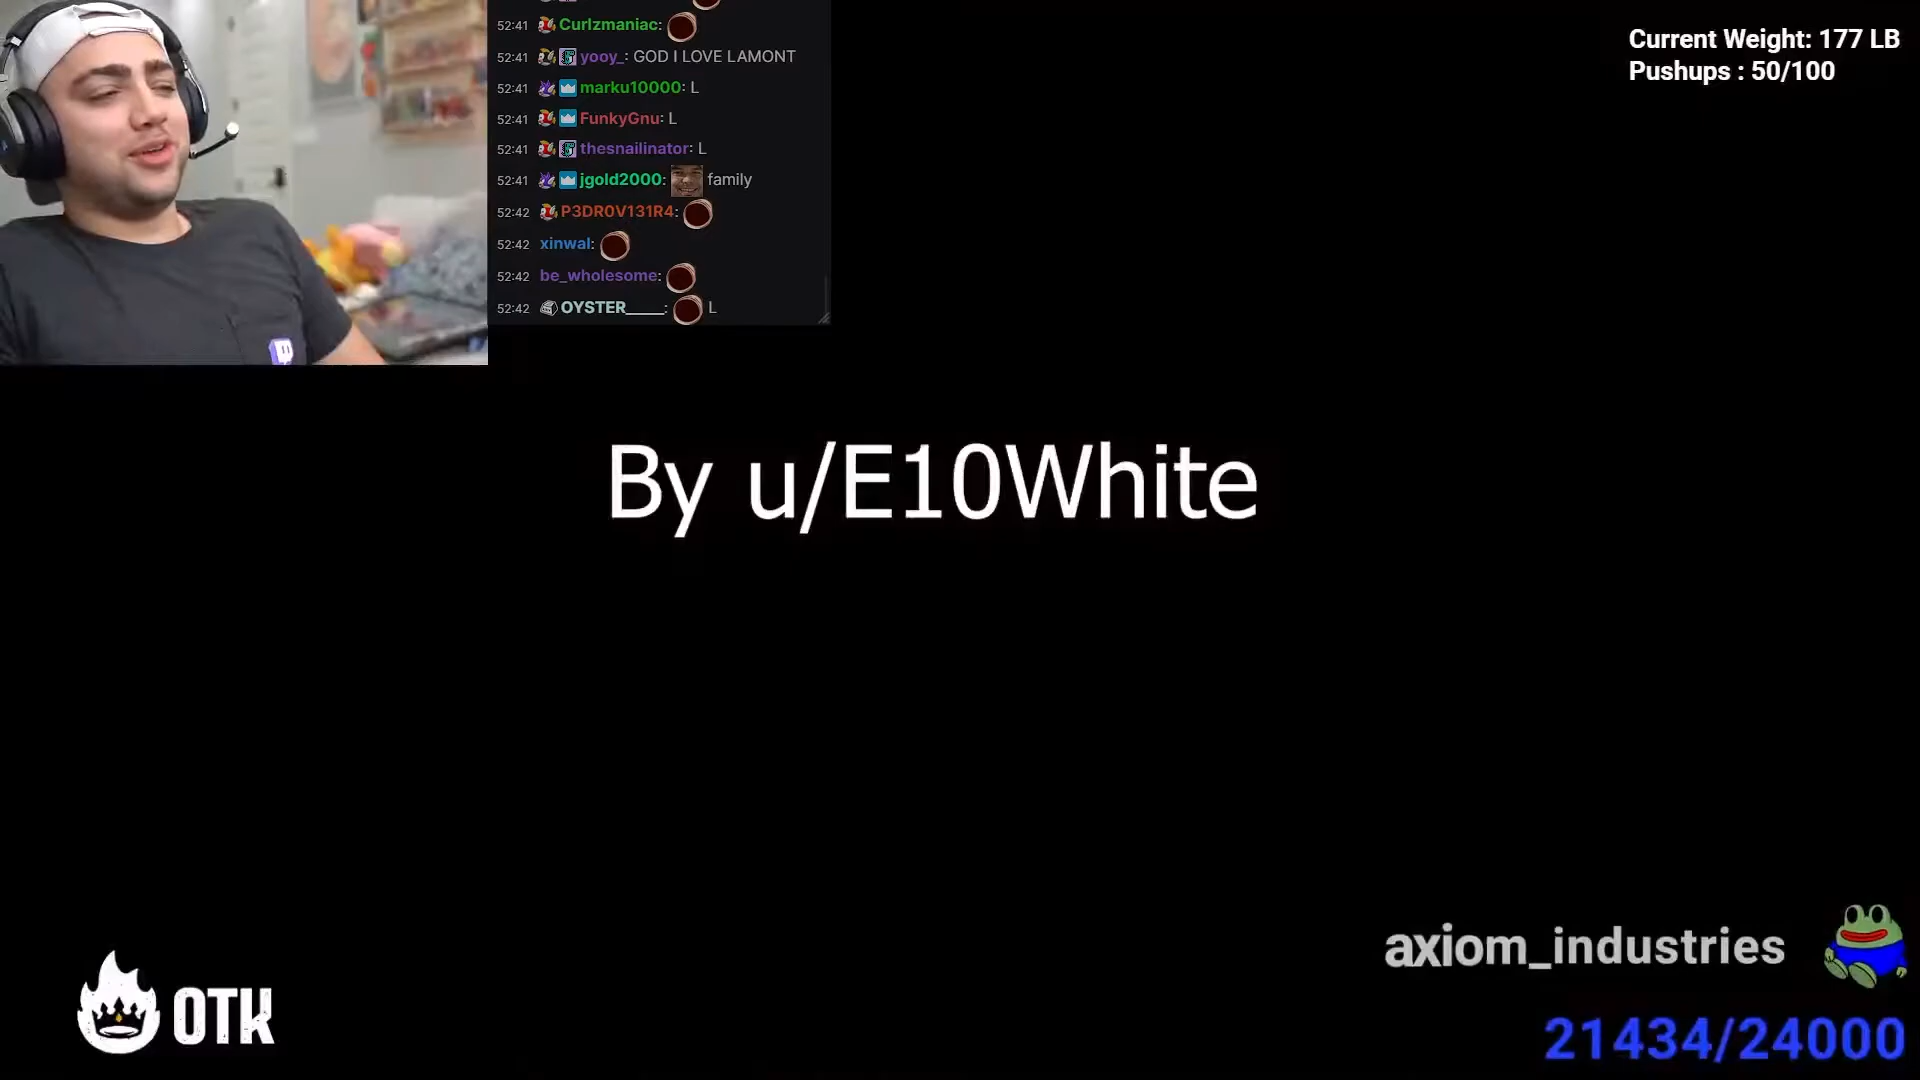 52:41 Curlzmaniac:
52:41 yooy_: GOD I LOVE LAMONT
52:41 marku10000: L
52:41 FunkyGnu: L
52:41 thesnailinator: L
52:41 jgold2000: family
52:42 P3DR0V131R4:
52:42 xinwal:
52:42 be_wholesome:
52:42 OYSTER_____: L
Current Weight: 177 LB
Pushups : 50/100
By u/E10White
OTK
axiom_industries
21434/24000